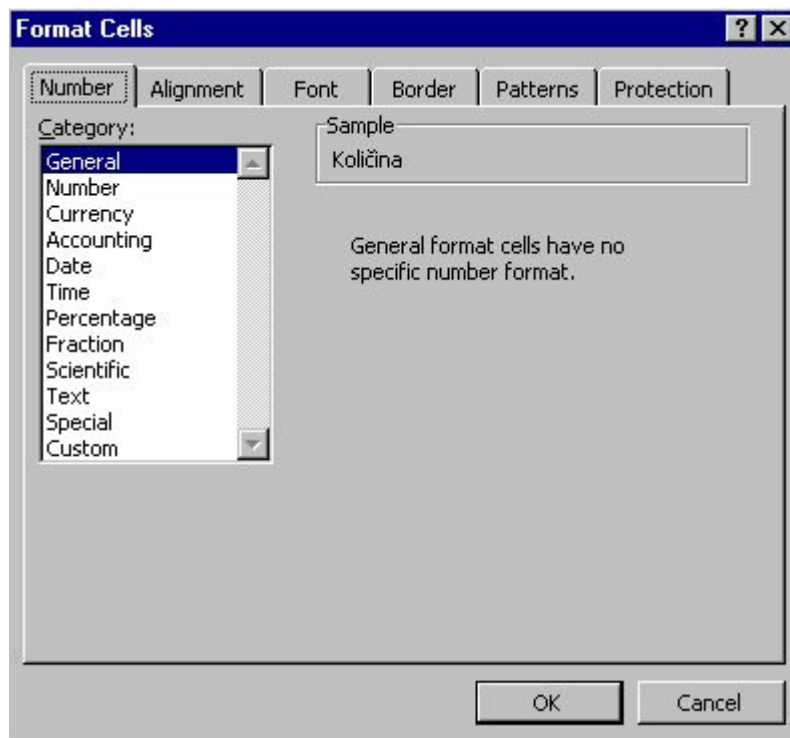 Format Cells
Number Alignment Font Border Patterns Protection
Category:
General
Number
Currency
Accounting
Date
Time
Percentage
Fraction
Scientific
Text
Special
Custom
Sample
Količina
General format cells have no
specific number format.
OK Cancel